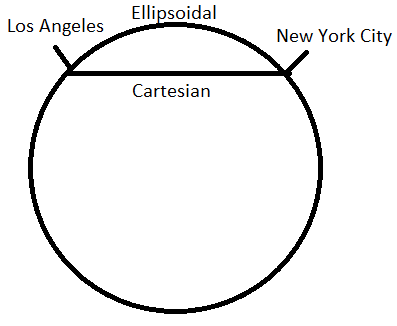 Ellipsoidal
Los Angeles
New York City
Cartesian